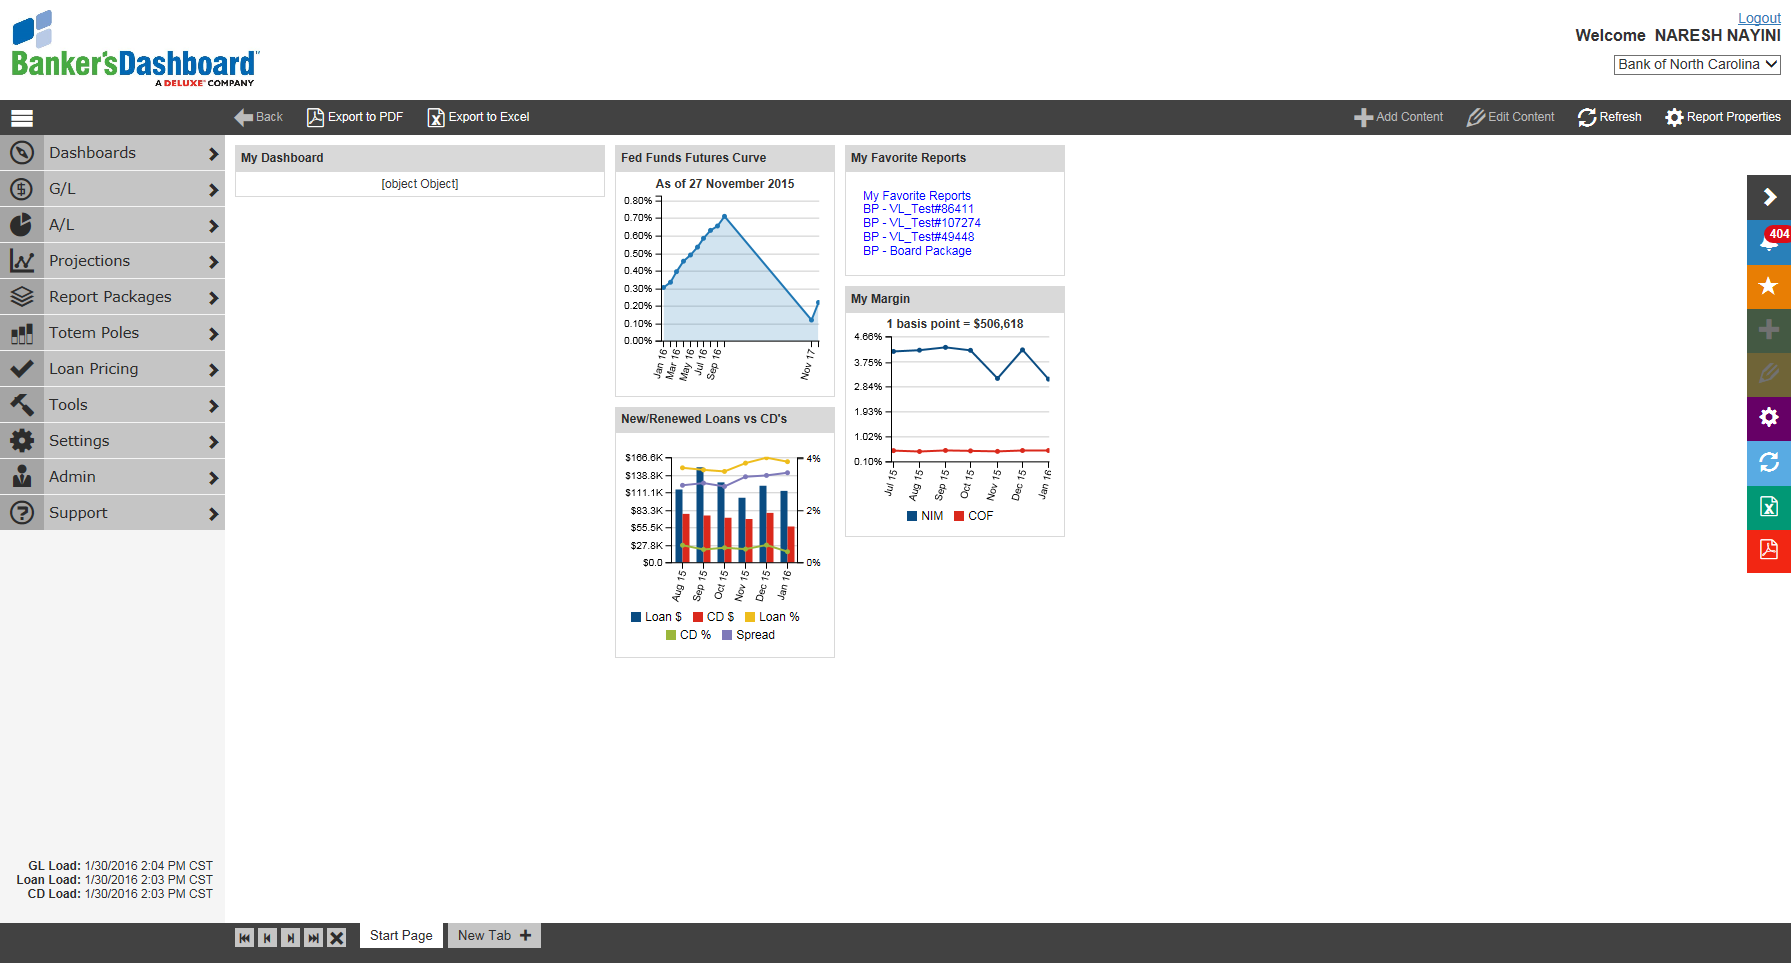 Banker'sDashboard
A DELUXE COMPANY
Logout
Welcome NARESH NAYINI
Bank of North Carolina
Back
Export to PDF
Export to Excel
Add Content
Edit Content
Refresh
Report Properties
Dashboards
G/L
A/L
Projections
Report Packages
Totem Poles
Loan Pricing
Tools
Settings
Admin
Support
GL Load: 1/30/2016 2:04 PM CST
Loan Load: 1/30/2016 2:03 PM CST
CD Load: 1/30/2016 2:03 PM CST
My Dashboard
[object Object]
Fed Funds Futures Curve
As of 27 November 2015
0.80%
0.70%
0.60%
0.50%
0.40%
0.30%
0.20%
0.10%
0.00%
Jan 16
Mar 16
May 16
Jul 16
Sep 16
Nov 17
New/Renewed Loans vs CD's
$166.6K
$138.8K
$111.1K
$83.3K
$55.5K
$27.8K
$0.0
4%
2%
0%
Aug 15
Sep 15
Oct 15
Nov 15
Dec 15
Jan 16
Loan $
CD $
Loan %
CD %
Spread
My Favorite Reports
My Favorite Reports
BP - VL_Test#86411
BP - VL_Test#107274
BP - VL_Test#49448
BP - Board Package
My Margin
1 basis point = $506,618
4.66%
3.75%
2.84%
1.93%
1.02%
0.10%
Jul 15
Aug 15
Sep 15
Oct 15
Nov 15
Dec 15
Jan 16
NIM
COF
404
Start Page
New Tab